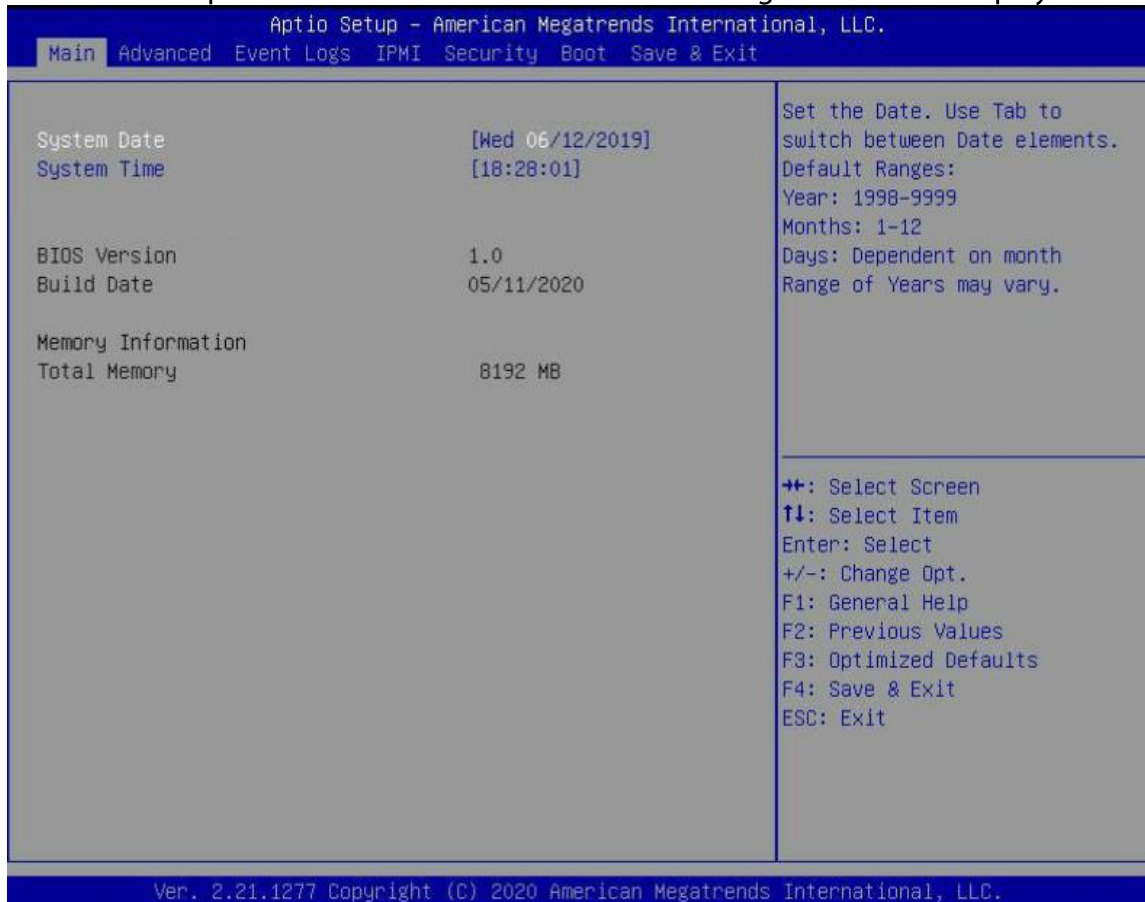 Aptio Setup – American Megatrends International, LLC.
Main Advanced Event Logs IPMI Security Boot Save & Exit
System Date [Wed 06/12/2019]
System Time [18:28:01]
BIOS Version 1.0
Build Date 05/11/2020
Memory Information
Total Memory 8192 MB
Set the Date. Use Tab to
switch between Date elements.
Default Ranges:
Year: 1998-9999
Months: 1-12
Days: Dependent on month
Range of Years may vary.
→←: Select Screen
↑↓: Select Item
Enter: Select
+/-: Change Opt.
F1: General Help
F2: Previous Values
F3: Optimized Defaults
F4: Save & Exit
ESC: Exit
Ver. 2.21.1277 Copyright (C) 2020 American Megatrends International, LLC.